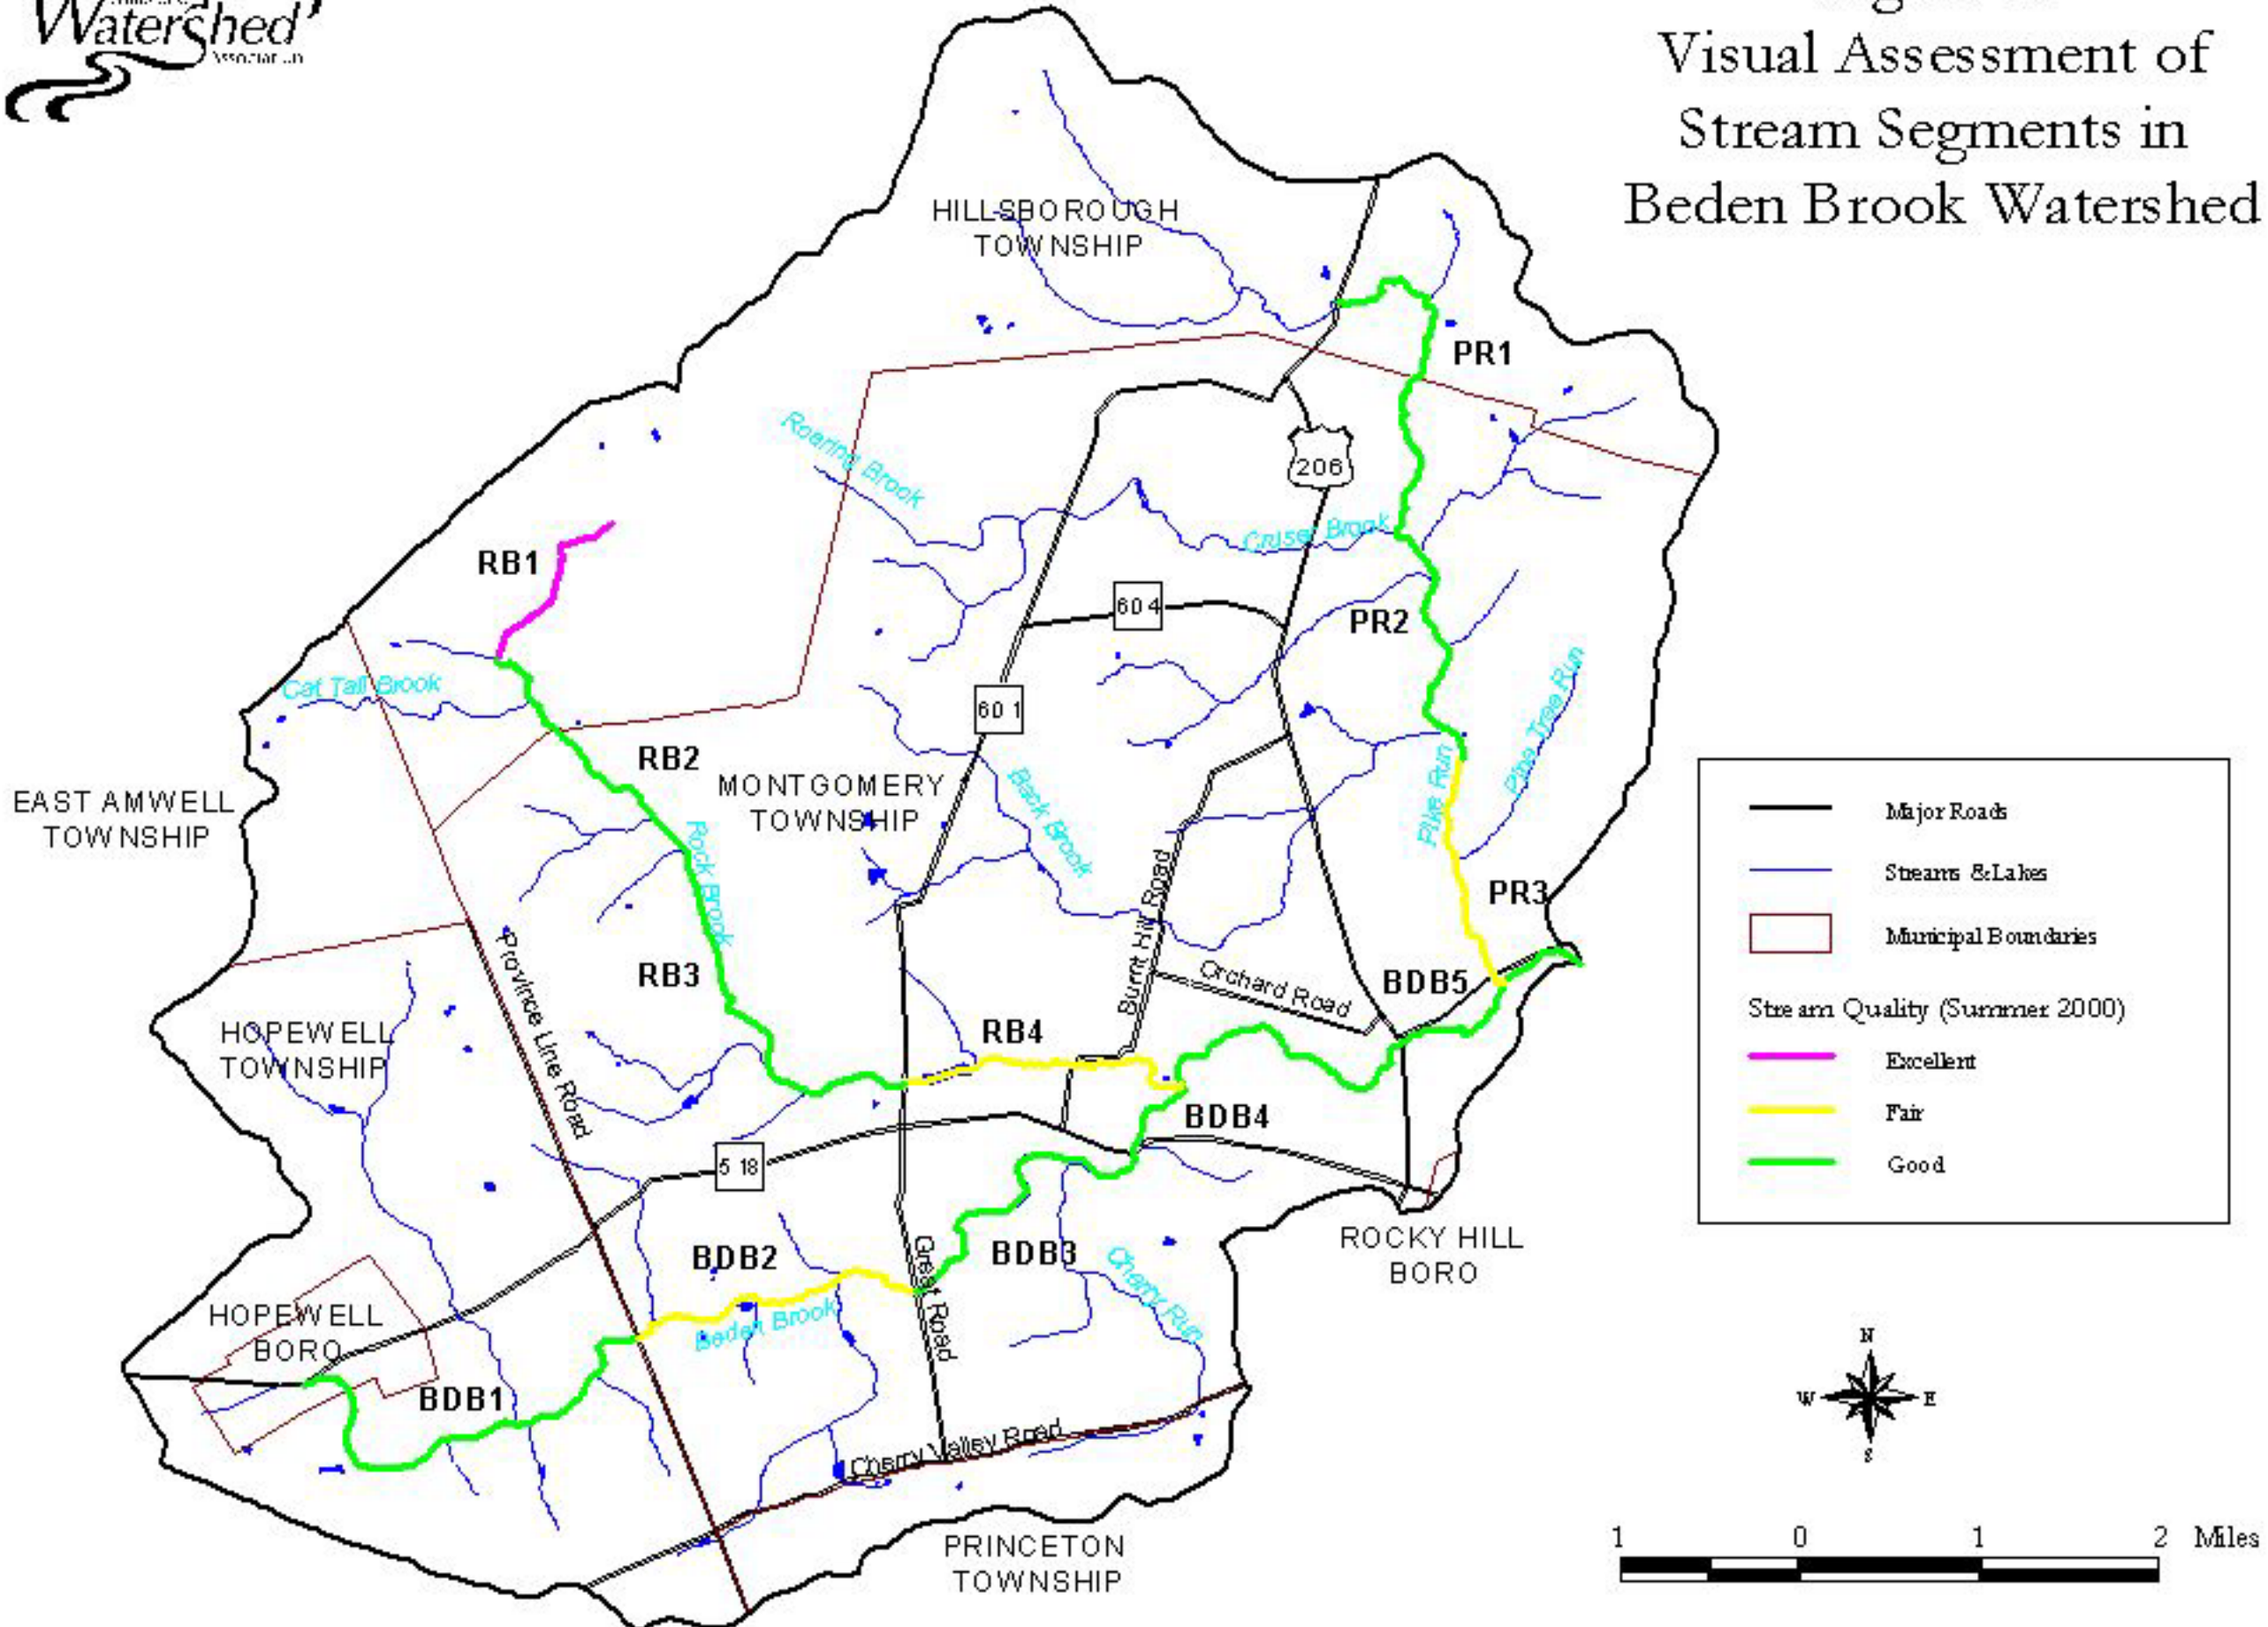 Watershed
Association
Visual Assessment of
Stream Segments in
Beden Brook Watershed
HILLSBOROUGH
TOWNSHIP
PR1
Roaring Brook
206
Cruser Brook
RB1
604
PR2
Cat Tail Brook
601
Pine Tree Run
RB2
MONTGOMERY
TOWNSHIP
EAST AMWELL
TOWNSHIP
Back Brook
Pike Run
Rock Brook
PR3
Burnt Hill Road
Province Line Road
RB3
Orchard Road
BDB5
HOPEWELL
TOWNSHIP
RB4
BDB4
518
BDB2
BDB3
Great Road
Cherry Run
ROCKY HILL
BORO
Beden Brook
HOPEWELL
BORO
BDB1
Cherry Valley Road
PRINCETON
TOWNSHIP
Major Roads
Streams & Lakes
Municipal Boundaries
Stream Quality (Summer 2000)
Excellent
Fair
Good
N
W E
S
1 0 1 2 Miles